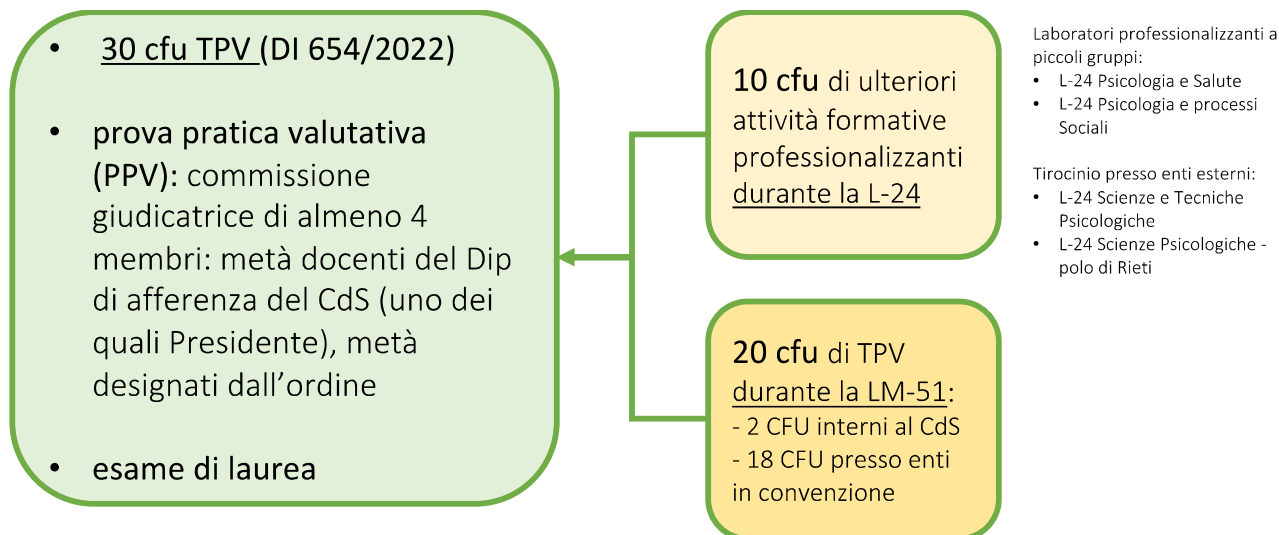 • 30 cfu TPV (DI 654/2022)
• prova pratica valutativa
(PPV): commissione
giudicatrice di almeno 4
membri: metà docenti del Dip
di afferenza del CdS (uno dei
quali Presidente), metà
designati dall'ordine
• esame di laurea
10 cfu di ulteriori
attività formative
professionalizzanti
durante la L-24
20 cfu di TPV
durante la LM-51:
- 2 CFU interni al CdS
- 18 CFU presso enti
in convenzione
Laboratori professionalizzanti a
piccoli gruppi:
• L-24 Psicologia e Salute
• L-24 Psicologia e processi
Sociali
Tirocinio presso enti esterni:
• L-24 Scienze e Tecniche
Psicologiche
• L-24 Scienze Psicologiche -
polo di Rieti